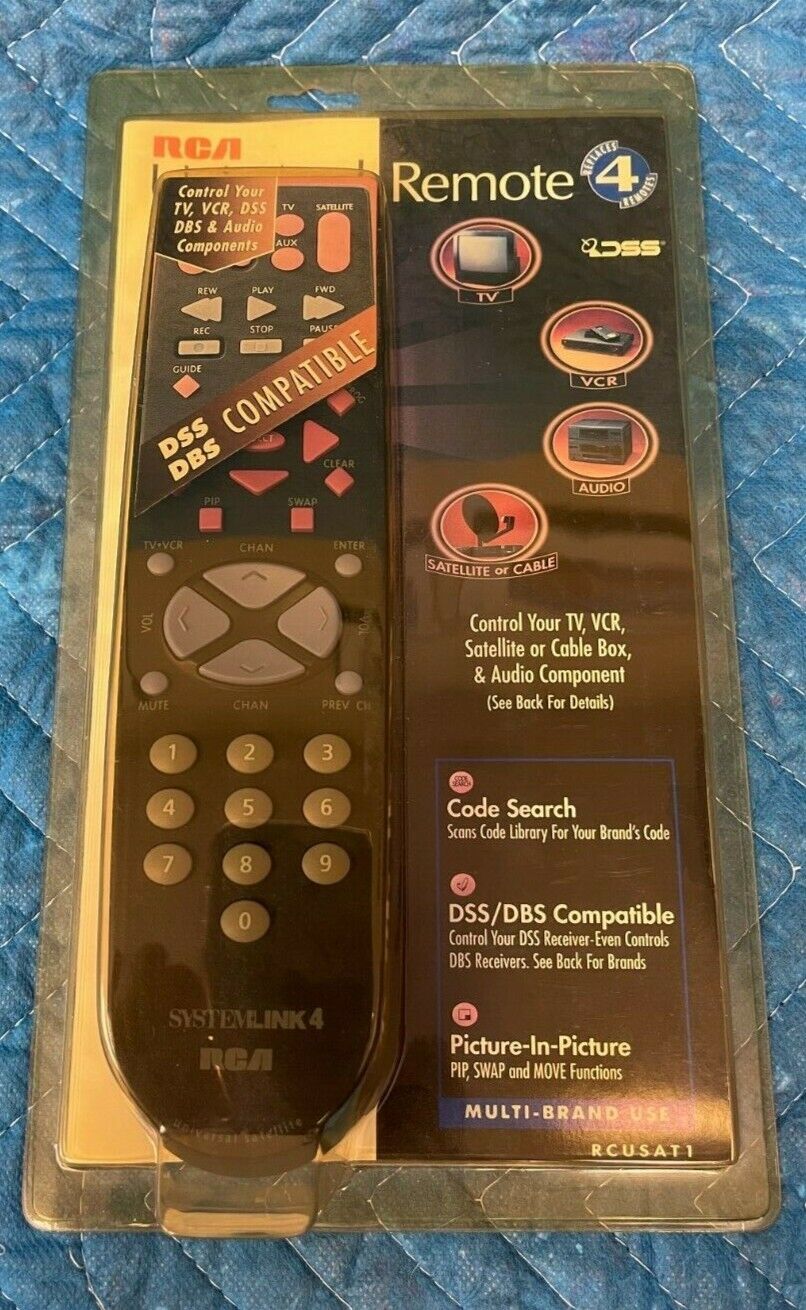 RCA
Control Your
TV, VCR, DSS
DBS & Audio
Components
TV
SATELLITE
AUX
REW PLAY FWD
REC STOP
GUIDE
DSS
DBS COMPATIBLE
CLEAR
PIP SWAP
TV•VCR CHAN ENTER
VOL VOL
MUTE CHAN PREV CH
1 2 3
4 5 6
7 8 9
0
SYSTEMLINK 4
RCA
Universal Satellite
Remote
REPLACES
4
REMOTES
DSS
TV
VCR
AUDIO
SATELLITE or CABLE
Control Your TV, VCR,
Satellite or Cable Box,
& Audio Component
(See Back For Details)
CODE
SEARCH
Code Search
Scans Code Library For Your Brand's Code
DSS/DBS Compatible
Control Your DSS Receiver-Even Controls
DBS Receivers. See Back For Brands
Picture-In-Picture
PIP, SWAP and MOVE Functions
MULTI-BRAND USE
RCUSAT1